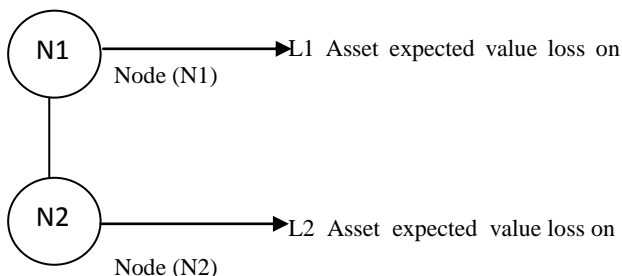 N1
L1 Asset expected value loss on
Node (N1)
N2
L2 Asset expected value loss on
Node (N2)